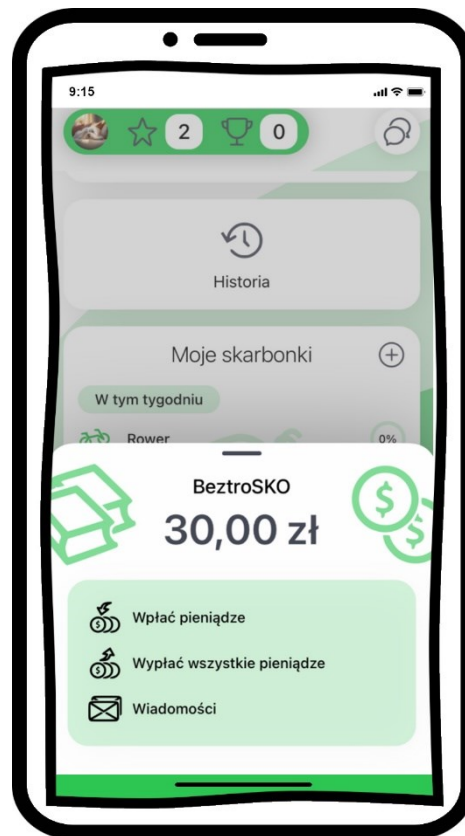 9:15
2 0
Historia
Moje skarbonki
W tym tygodniu
Rower 0%
BeztroSKO
30,00 zł
Wpłać pieniądze
Wypłać wszystkie pieniądze
Wiadomości